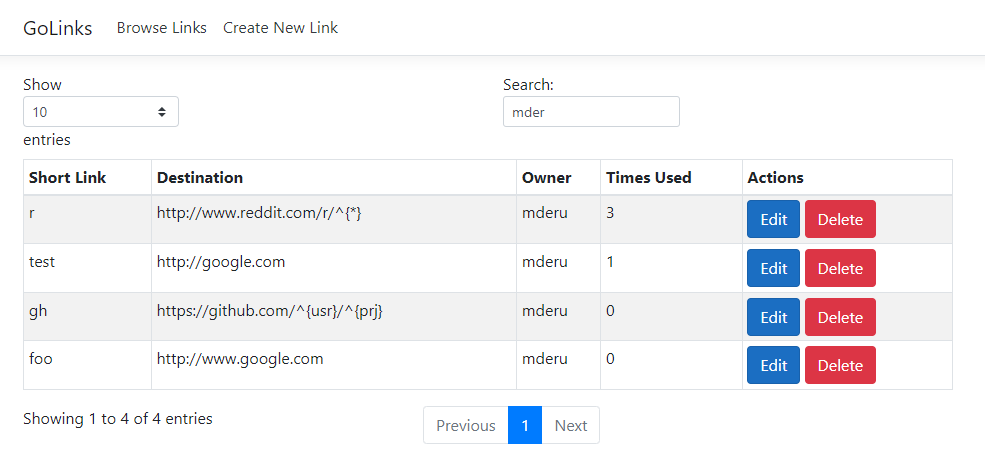 GoLinks Browse Links Create New Link
Show Search:
10 mder
entries
Short Link Destination Owner Times Used Actions
r http://www.reddit.com/r/^{*} mderu 3 Edit Delete
test http://google.com mderu 1 Edit Delete
gh https://github.com/^{usr}/^{prj} mderu 0 Edit Delete
foo http://www.google.com mderu 0 Edit Delete
Showing 1 to 4 of 4 entries Previous 1 Next